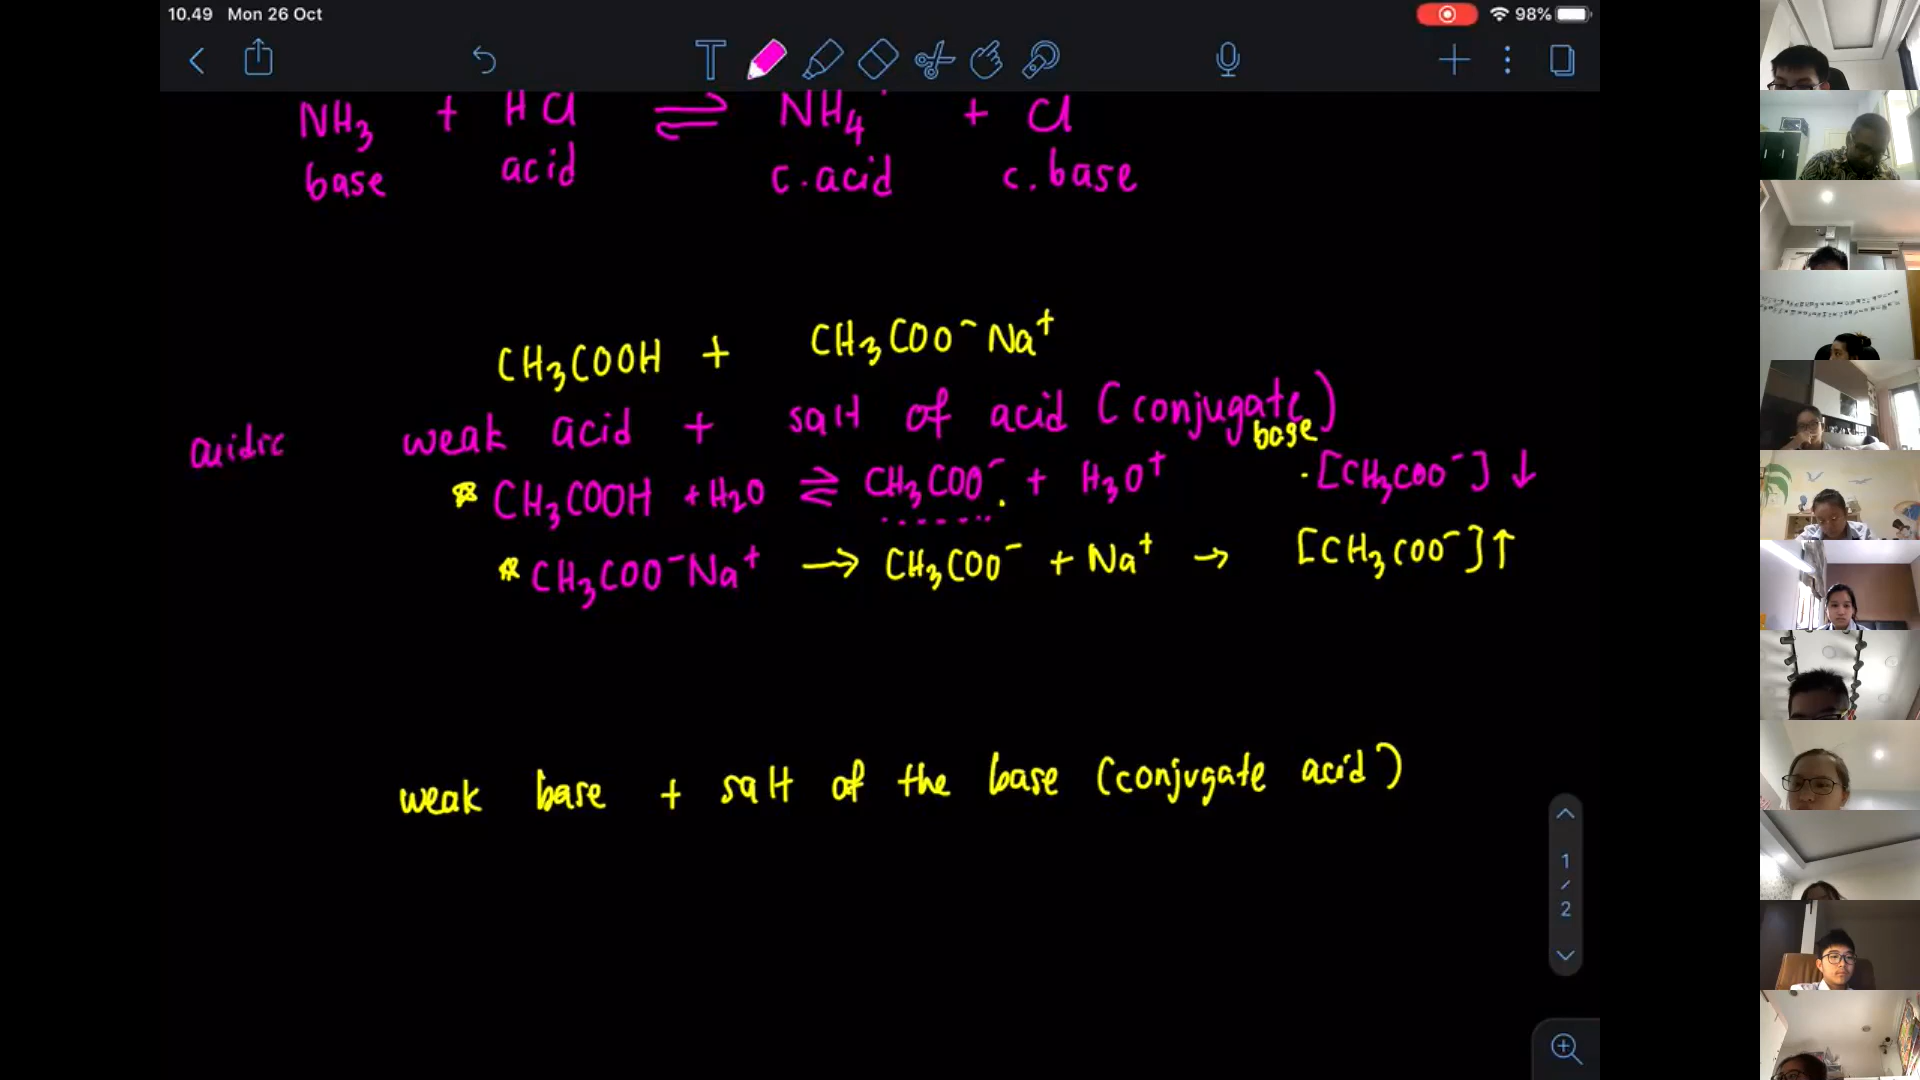 10.49 Mon 26 Oct
98%
NH₃ + HCl ⇌ NH₄⁺ + Cl
base acid c.acid c.base
CH₃COOH + CH₃COO⁻Na⁺
acidic weak acid + salt of acid (conjugate base)
* CH₃COOH + H₂O ⇌ CH₃COO⁻ + H₃O⁺ · [CH₃COO⁻] ↓
* CH₃COO⁻Na⁺ → CH₃COO⁻ + Na⁺ → [CH₃COO⁻] ↑
weak base + salt of the base (conjugate acid)
1
/
2